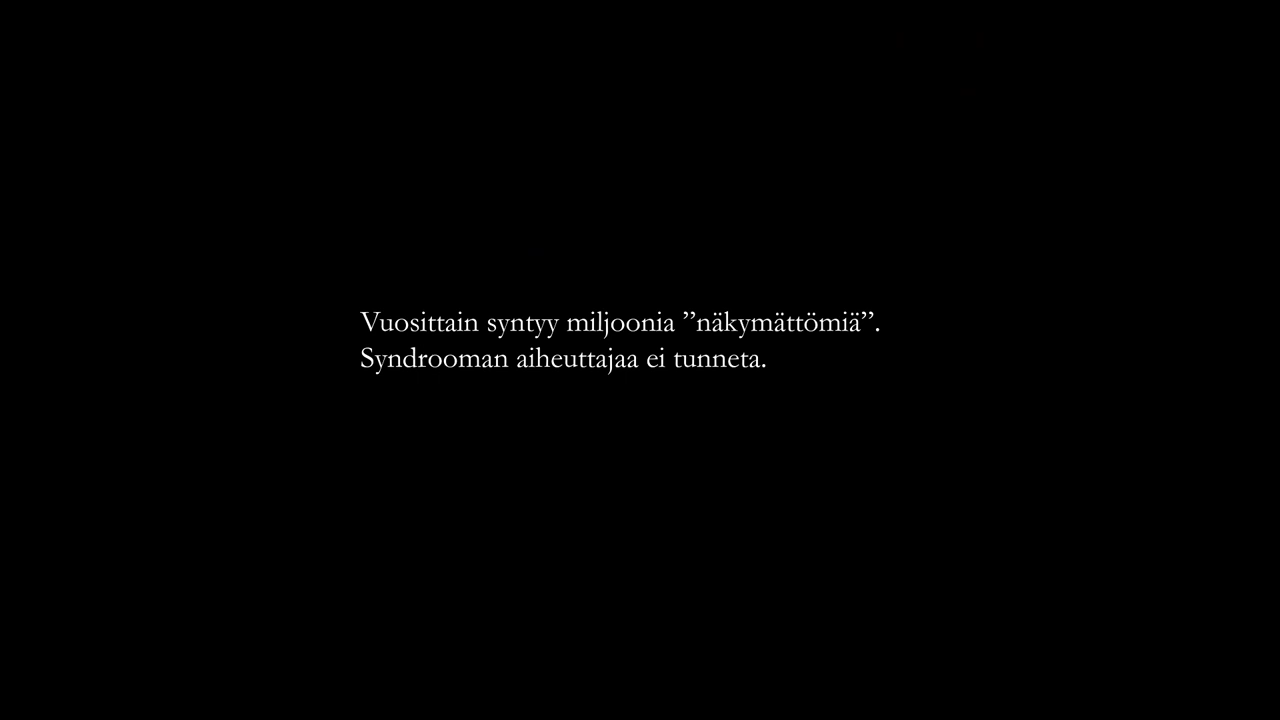 Vuosittain syntyy miljoonia ”näkymättömiä”.
Syndrooman aiheuttajaa ei tunneta.